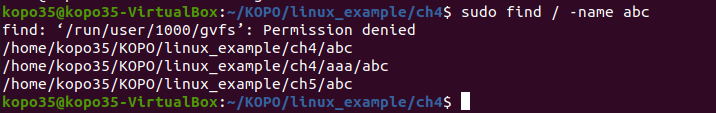 kopo35@kopo35-VirtualBox:~/KOPO/linux_example/ch4$ sudo find / -name abc
find: ‘/run/user/1000/gvfs’: Permission denied
/home/kopo35/KOPO/linux_example/ch4/abc
/home/kopo35/KOPO/linux_example/ch4/aaa/abc
/home/kopo35/KOPO/linux_example/ch5/abc
kopo35@kopo35-VirtualBox:~/KOPO/linux_example/ch4$